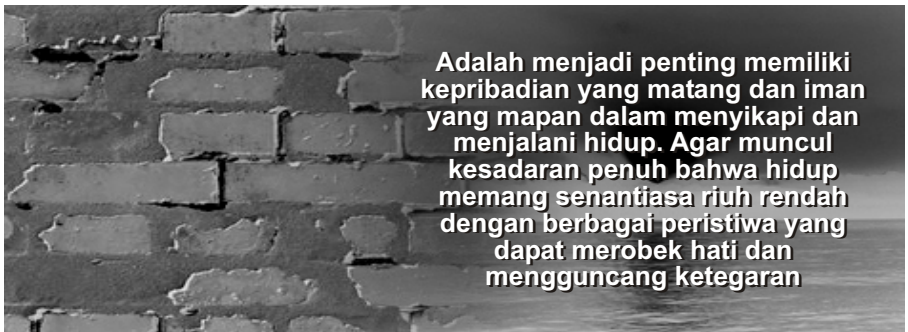 Adalah menjadi penting memiliki
kepribadian yang matang dan iman
yang mapan dalam menyikapi dan
menjalani hidup. Agar muncul
kesadaran penuh bahwa hidup
memang senantiasa riuh rendah
dengan berbagai peristiwa yang
dapat merobek hati dan
mengguncang ketegaran